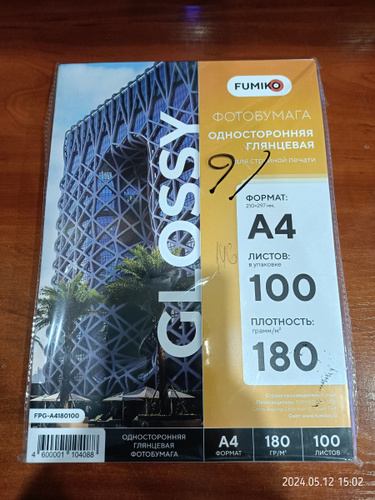 FUMIKO
ФОТОБУМАГА
ОДНОСТОРОННЯЯ
ГЛЯНЦЕВАЯ
для струйной печати
GLOSSY
ФОРМАТ:
210×297 мм.
A4
ЛИСТОВ:
в упаковке
100
ПЛОТНОСТЬ:
грамм/м²
180
FPG-A4180100
4 600001 104088
ОДНОСТОРОННЯЯ
ГЛЯНЦЕВАЯ
ФОТОБУМАГА
A4
ФОРМАТ
180
ГР/М²
100
ЛИСТОВ
2024.05.12 15:02